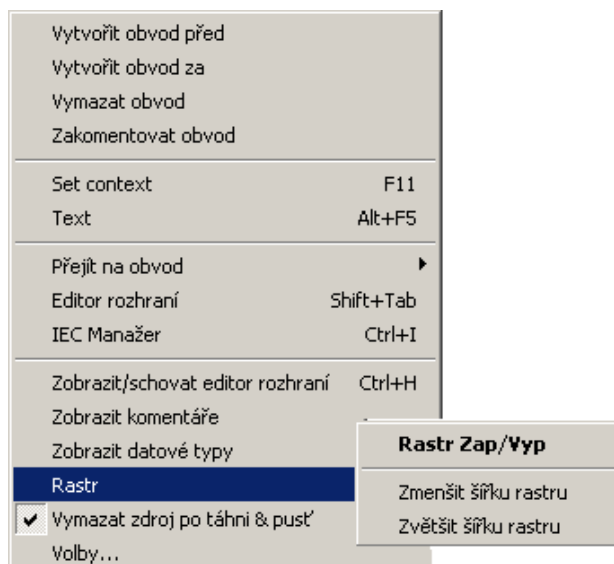 Vytvořit obvod před
Vytvořit obvod za
Vymazat obvod
Zakomentovat obvod
Set context F11
Text Alt+F5
Přejít na obvod
Editor rozhraní Shift+Tab
IEC Manažer Ctrl+I
Zobrazit/schovat editor rozhraní Ctrl+H
Zobrazit komentáře
Zobrazit datové typy
Rastr
Vymazat zdroj po táhni & pusť
Volby...
Rastr Zap/Vyp
Zmenšit šířku rastru
Zvětšit šířku rastru